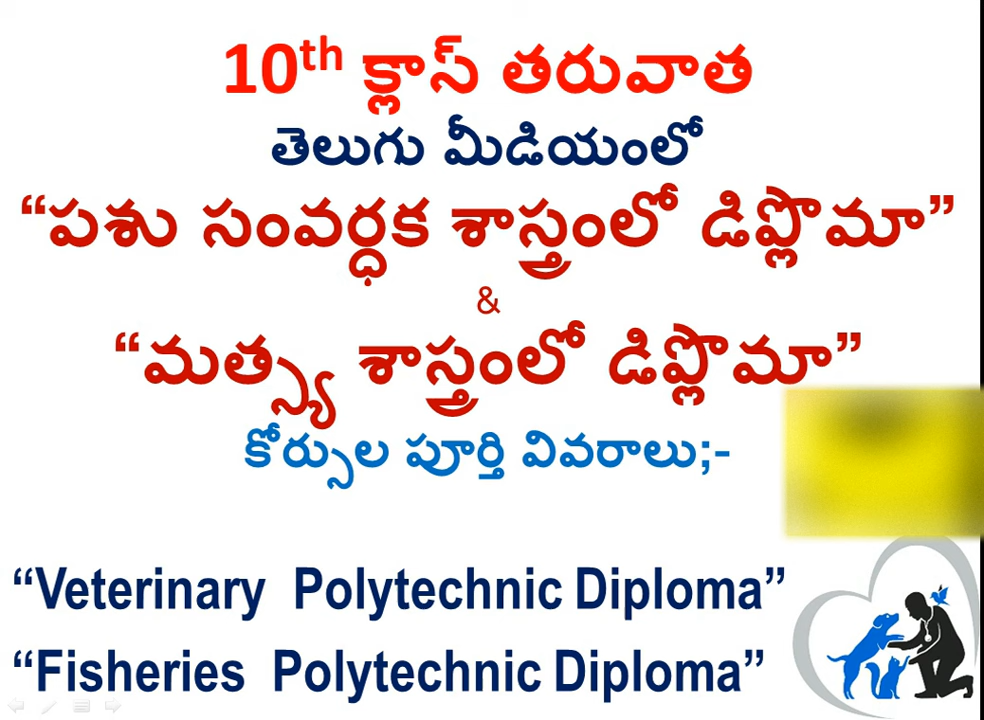 10th క్లాస్ తరువాత
తెలుగు మీడియంలో
“పశు సంవర్ధక శాస్త్రంలో డిప్లొమా”
&
“మత్స్య శాస్త్రంలో డిప్లొమా”
కోర్సుల పూర్తి వివరాలు;-
“Veterinary Polytechnic Diploma”
“Fisheries Polytechnic Diploma”